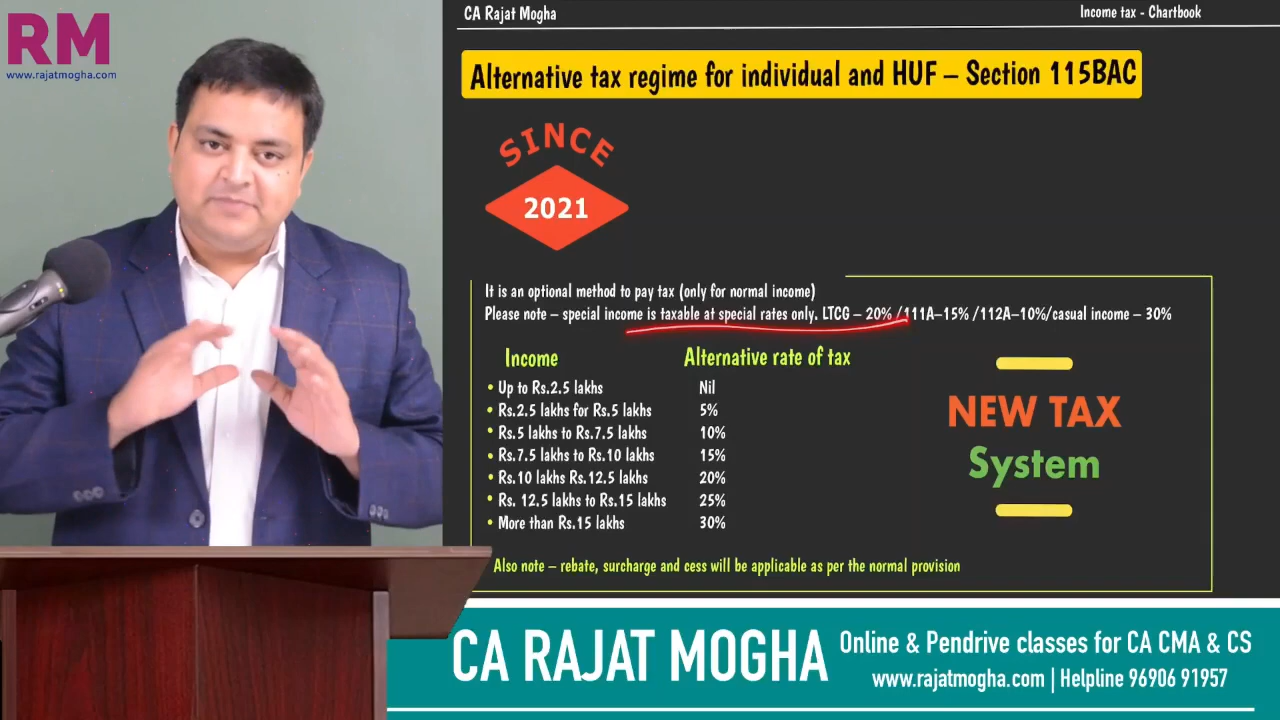 RM
www.rajatmogha.com
CA Rajat Mogha
Income tax - Chartbook
Alternative tax regime for individual and HUF – Section 115BAC
SINCE
2021
It is an optional method to pay tax (only for normal income)
Please note – special income is taxable at special rates only. LTCG – 20% /111A–15% /112A–10%/casual income – 30%
Income Alternative rate of tax
• Up to Rs.2.5 lakhs Nil
• Rs.2.5 lakhs for Rs.5 lakhs 5%
• Rs.5 lakhs to Rs.7.5 lakhs 10%
• Rs.7.5 lakhs to Rs.10 lakhs 15%
• Rs.10 lakhs Rs.12.5 lakhs 20%
• Rs. 12.5 lakhs to Rs.15 lakhs 25%
• More than Rs.15 lakhs 30%
NEW TAX
System
Also note – rebate, surcharge and cess will be applicable as per the normal provision
CA RAJAT MOGHA
Online & Pendrive classes for CA CMA & CS
www.rajatmogha.com | Helpline 96906 91957